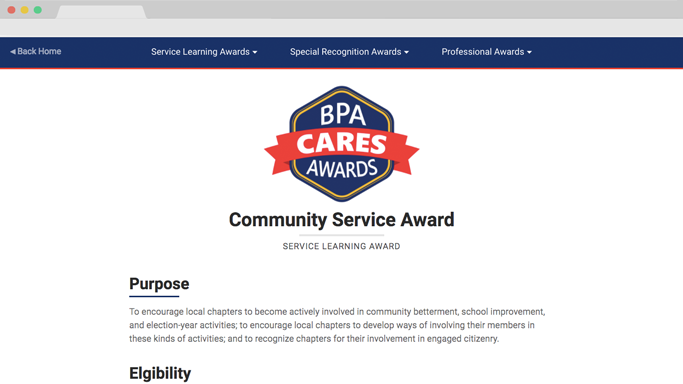 ◀ Back Home
Service Learning Awards
Special Recognition Awards
Professional Awards
BPA
CARES
AWARDS
Community Service Award
SERVICE LEARNING AWARD
Purpose
To encourage local chapters to become actively involved in community betterment, school improvement,
and election-year activities; to encourage local chapters to develop ways of involving their members in
these kinds of activities; and to recognize chapters for their involvement in engaged citizenry.
Elgibility